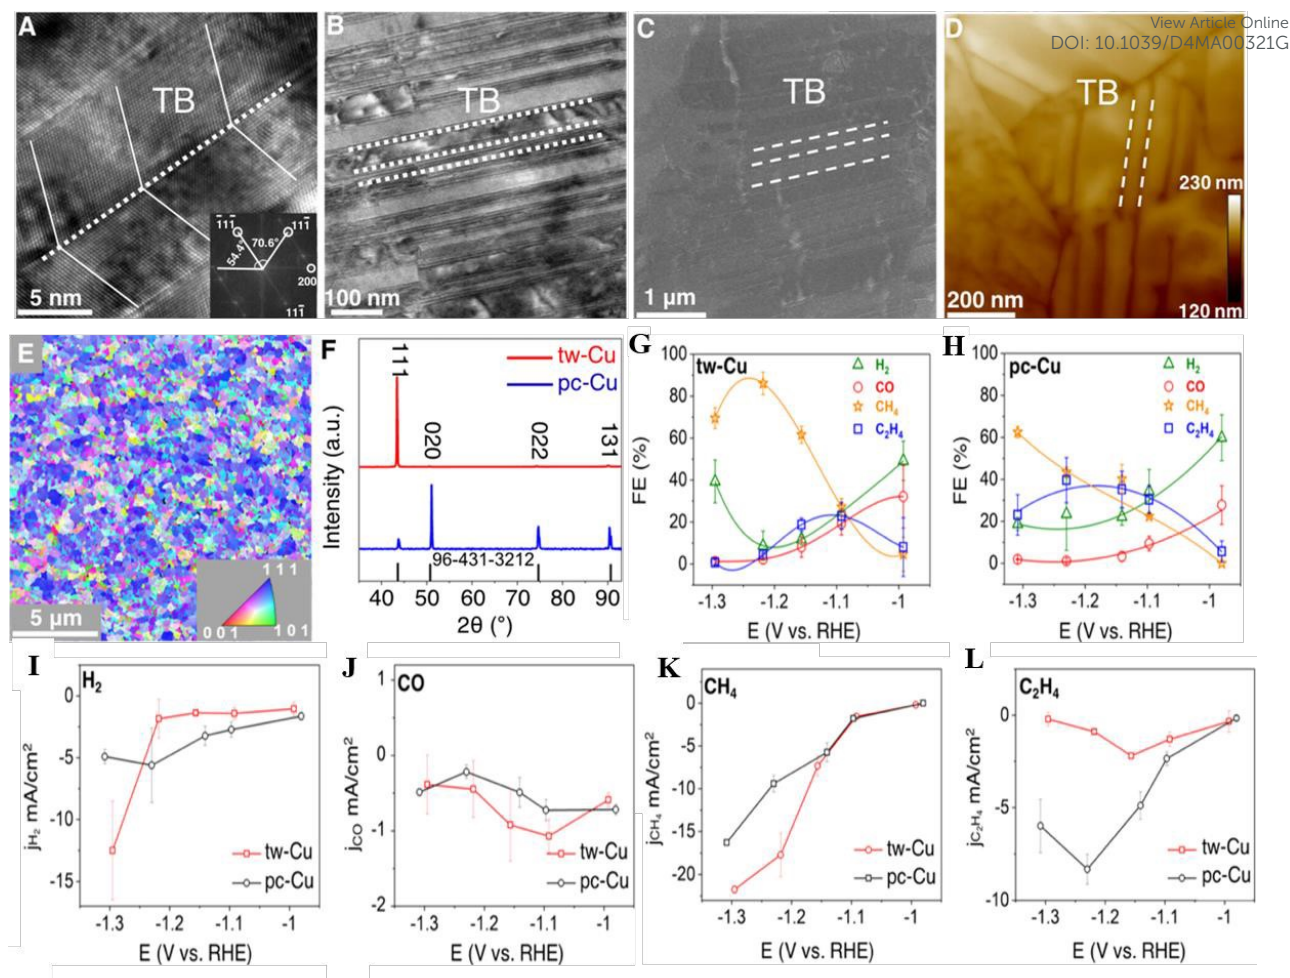 View Article Online
DOI: 10.1039/D4MA00321G
A
TB
5 nm
1̄11̄
11̄1̄
54.4°
70.6°
200
111̄
B
TB
100 nm
C
TB
1 µm
D
TB
230 nm
120 nm
200 nm
E
5 µm
1 1 1
0 0 1
1 0 1
F
Intensity (a.u.)
tw-Cu
pc-Cu
111
020
022
131
96-431-3212
40 50 60 70 80 90
2θ (°)
G
tw-Cu
H₂
CO
CH₄
C₂H₄
FE (%)
100
80
60
40
20
0
-1.3 -1.2 -1.1 -1
E (V vs. RHE)
H
pc-Cu
H₂
CO
CH₄
C₂H₄
FE (%)
100
80
60
40
20
0
-1.3 -1.2 -1.1 -1
E (V vs. RHE)
I
H₂
jH₂ mA/cm²
0
-5
-10
-15
tw-Cu
pc-Cu
-1.3 -1.2 -1.1 -1
E (V vs. RHE)
J
CO
jCO mA/cm²
1
0
-1
-2
tw-Cu
pc-Cu
-1.3 -1.2 -1.1 -1
E (V vs. RHE)
K
CH₄
jCH₄ mA/cm²
0
-5
-10
-15
-20
tw-Cu
pc-Cu
-1.3 -1.2 -1.1 -1
E (V vs. RHE)
L
C₂H₄
jC₂H₄ mA/cm²
0
-5
-10
tw-Cu
pc-Cu
-1.3 -1.2 -1.1 -1
E (V vs. RHE)